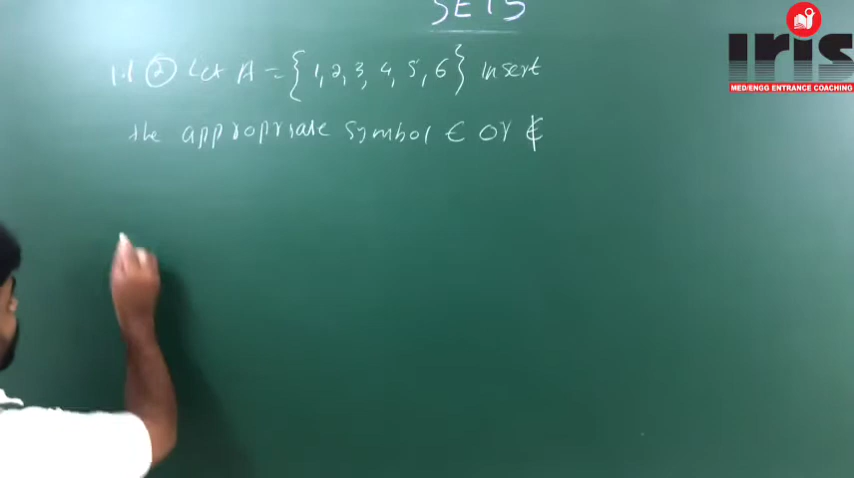 SETS
iris
MED/ENGG ENTRANCE COACHING
1.1 ② Let A = {1, 2, 3, 4, 5, 6} insert
the appropriate symbol ∈ or ∉